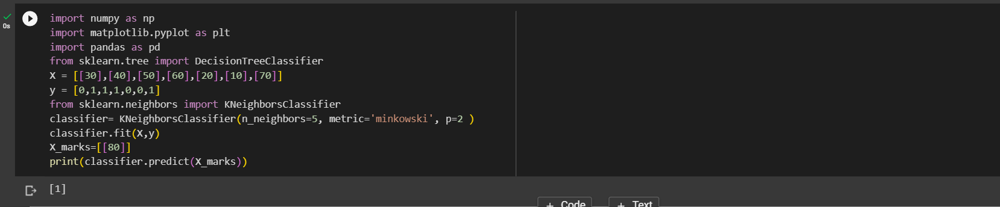 import numpy as np
import matplotlib.pyplot as plt
import pandas as pd
from sklearn.tree import DecisionTreeClassifier
X = [[30],[40],[50],[60],[20],[10],[70]]
y = [0,1,1,1,0,0,1]
from sklearn.neighbors import KNeighborsClassifier
classifier= KNeighborsClassifier(n_neighbors=5, metric='minkowski', p=2 )
classifier.fit(X,y)
X_marks=[[80]]
print(classifier.predict(X_marks))
0s
[1]
+ Code + Text